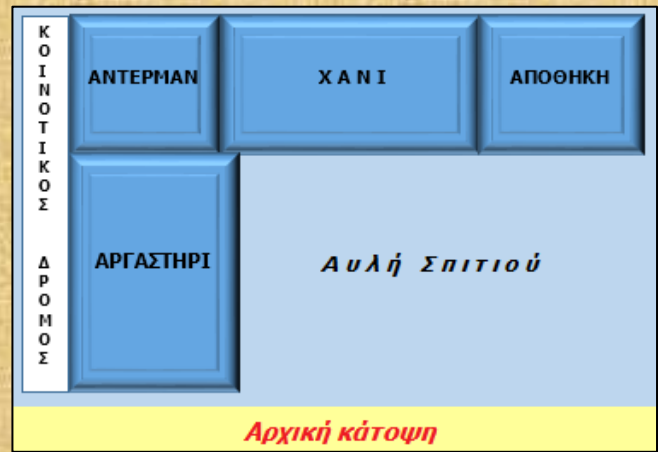 ΚΟΙΝΟΤΙΚΟΣ ΔΡΟΜΟΣ
ΑΝΤΕΡΜΑΝ
Χ Α Ν Ι
ΑΠΟΘΗΚΗ
ΑΡΓΑΣΤΗΡΙ
Αυλή Σπιτιού
Αρχική κάτοψη